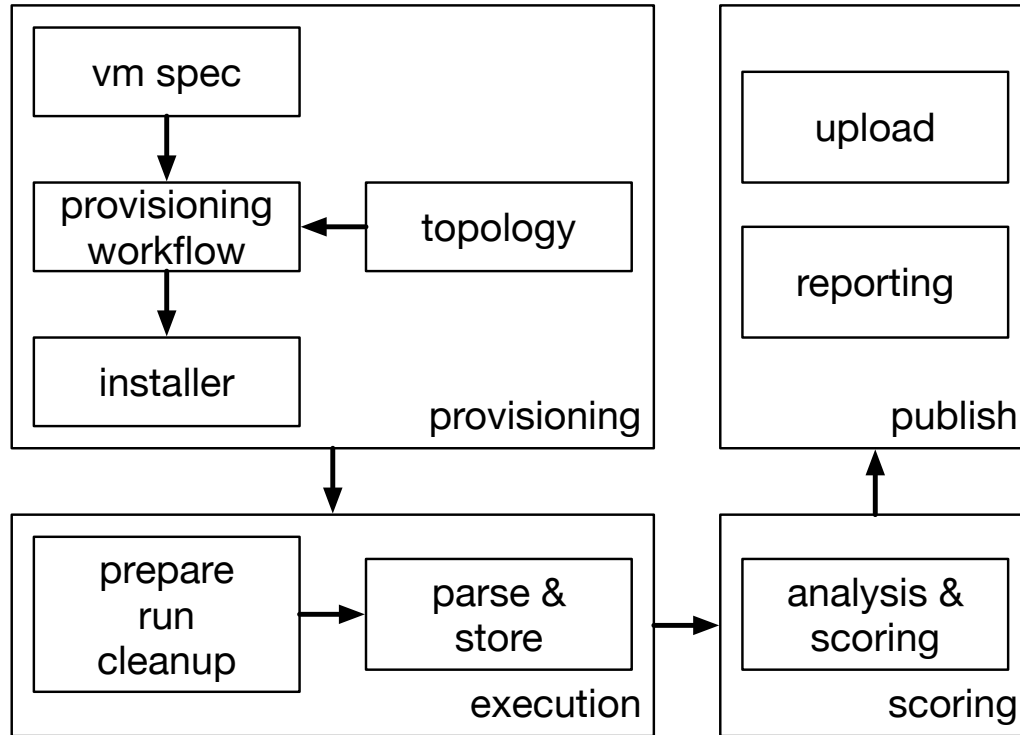 vm spec
provisioning
workflow
topology
installer
provisioning
upload
reporting
publish
prepare
run
cleanup
parse &
store
execution
analysis &
scoring
scoring